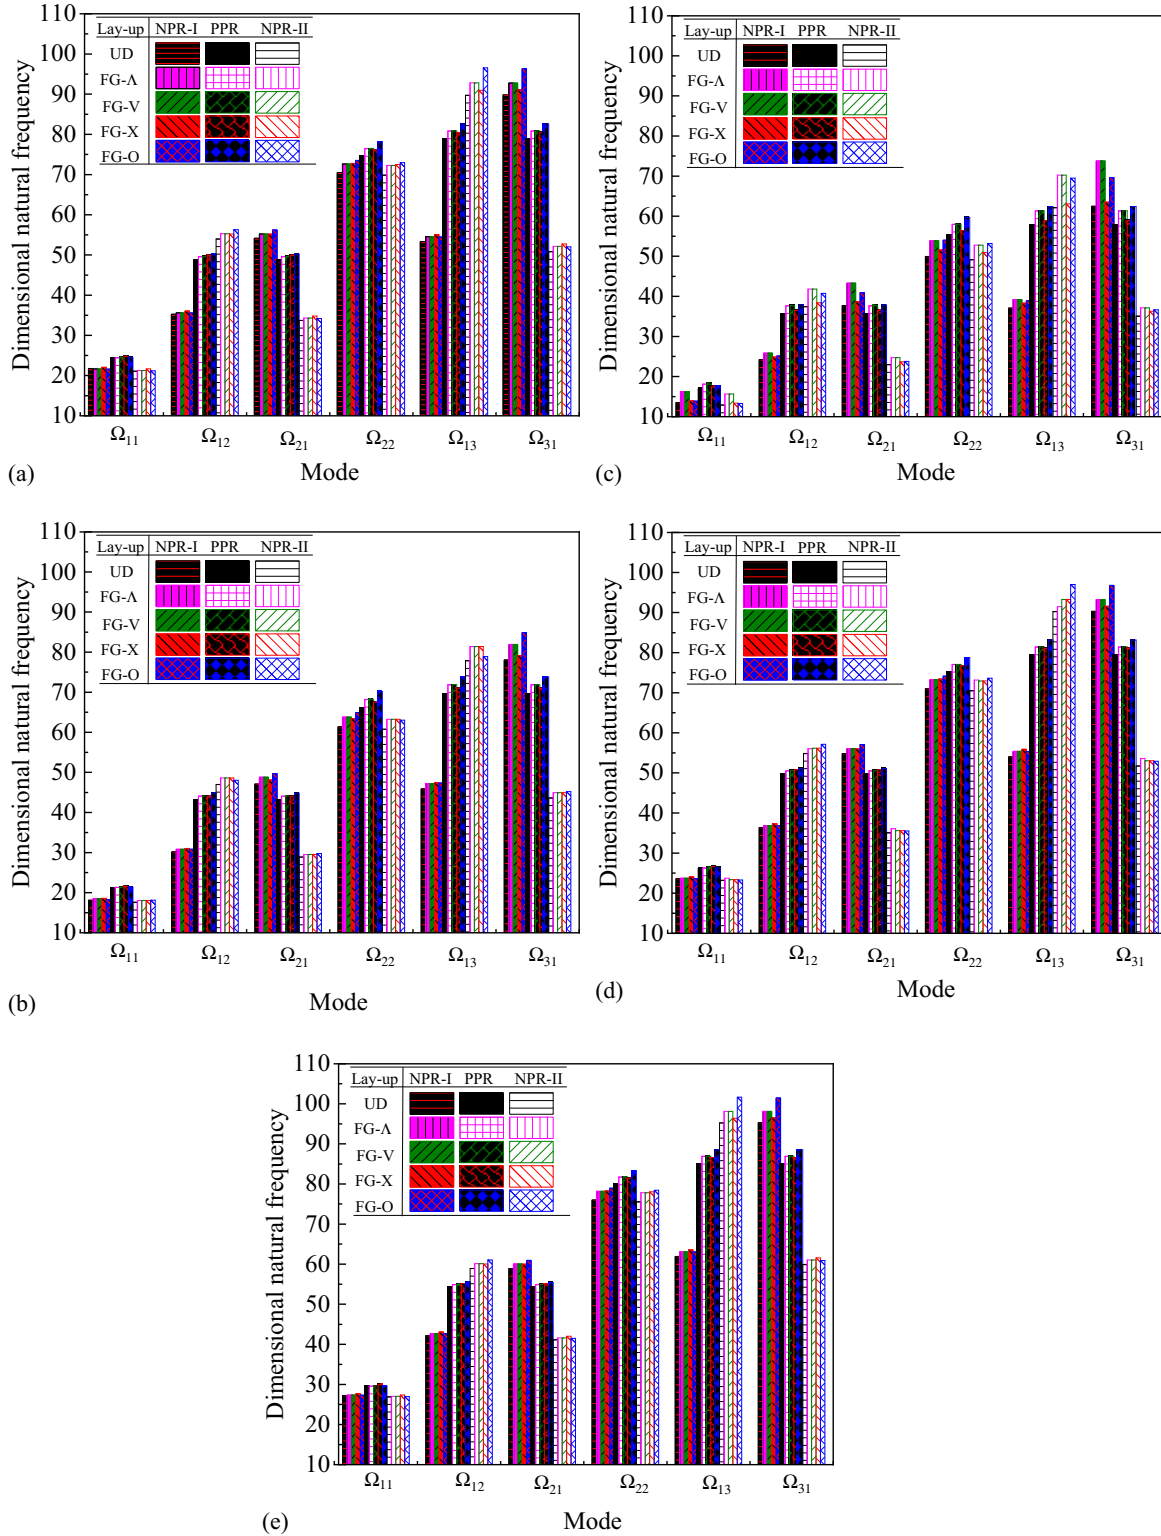 110
100
90
80
70
60
50
40
30
20
10
Dimensional natural frequency
Lay-up NPR-I PPR NPR-II
UD
FG-Λ
FG-V
FG-X
FG-O
Ω11 Ω12 Ω21 Ω22 Ω13 Ω31
(a) Mode
110
100
90
80
70
60
50
40
30
20
10
Dimensional natural frequency
Lay-up NPR-I PPR NPR-II
UD
FG-Λ
FG-V
FG-X
FG-O
Ω11 Ω12 Ω21 Ω22 Ω13 Ω31
(c) Mode
110
100
90
80
70
60
50
40
30
20
10
Dimensional natural frequency
Lay-up NPR-I PPR NPR-II
UD
FG-Λ
FG-V
FG-X
FG-O
Ω11 Ω12 Ω21 Ω22 Ω13 Ω31
(b) Mode
110
100
90
80
70
60
50
40
30
20
10
Dimensional natural frequency
Lay-up NPR-I PPR NPR-II
UD
FG-Λ
FG-V
FG-X
FG-O
Ω11 Ω12 Ω21 Ω22 Ω13 Ω31
(d) Mode
110
100
90
80
70
60
50
40
30
20
10
Dimensional natural frequency
Lay-up NPR-I PPR NPR-II
UD
FG-Λ
FG-V
FG-X
FG-O
Ω11 Ω12 Ω21 Ω22 Ω13 Ω31
(e) Mode